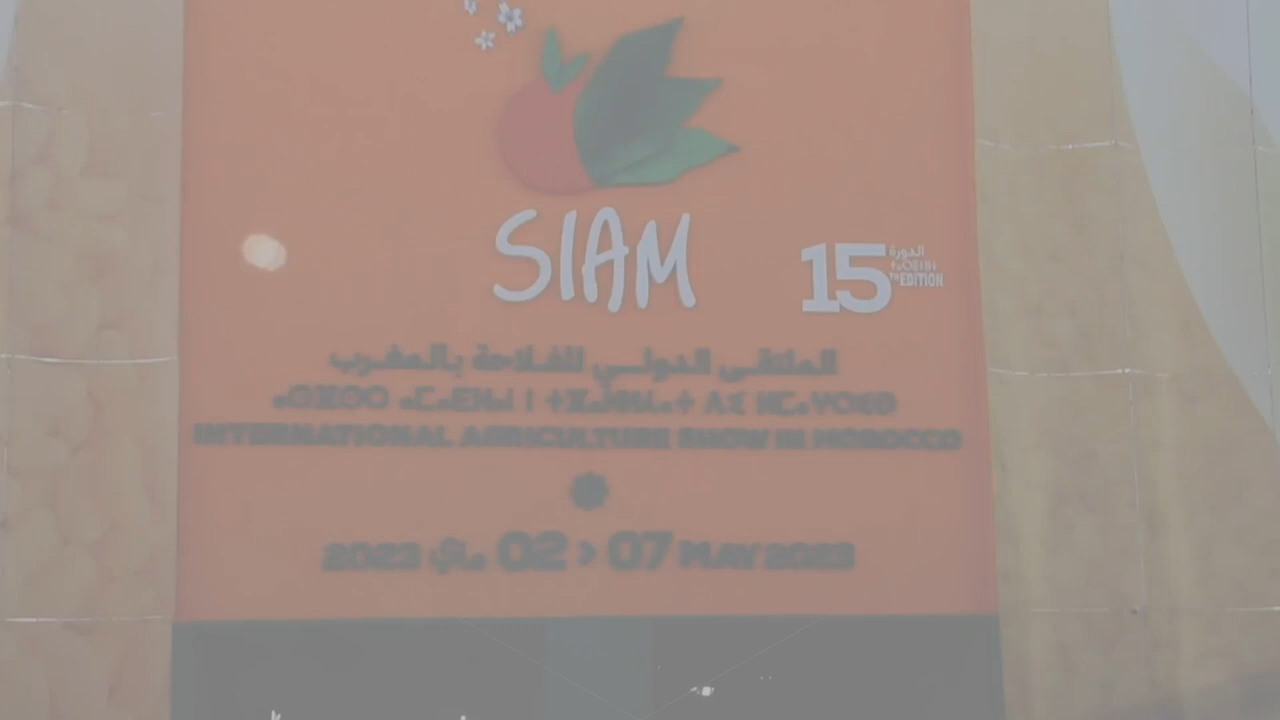 SIAM
15
الدورة
TH EDITION
الملتقى الدولي للفلاحة بالمغرب
INTERNATIONAL AGRICULTURE SHOW IN MOROCCO
2023 ماي 02 > 07 MAY 2023